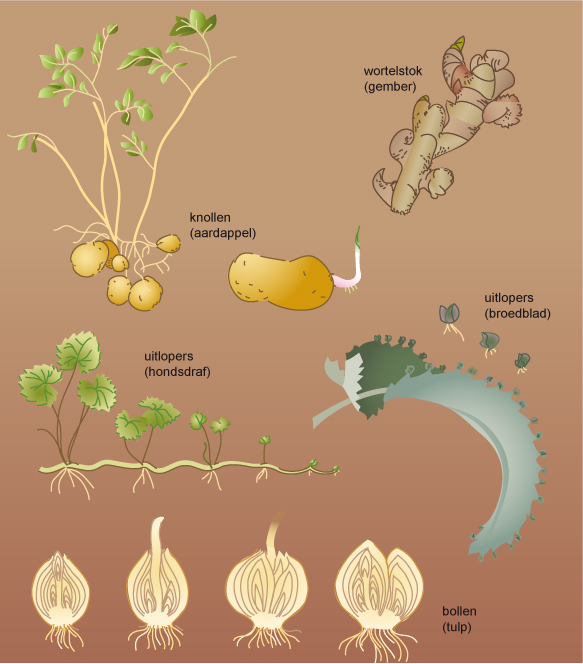 wortelstok
(gember)
knollen
(aardappel)
uitlopers
(broedblad)
uitlopers
(hondsdraf)
bollen
(tulp)